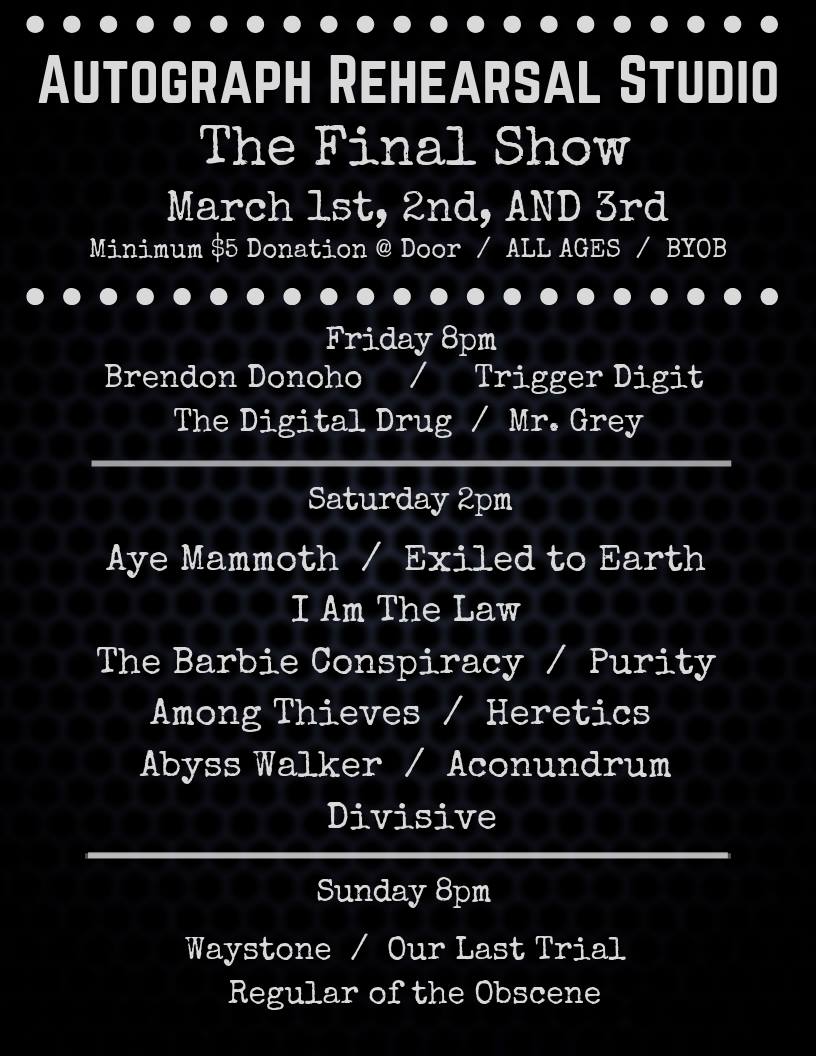 Autograph Rehearsal Studio
The Final Show
March 1st, 2nd, AND 3rd
Minimum $5 Donation @ Door / ALL AGES / BYOB
Friday 8pm
Brendon Donoho / Trigger Digit
The Digital Drug / Mr. Grey
Saturday 2pm
Aye Mammoth / Exiled to Earth
I Am The Law
The Barbie Conspiracy / Purity
Among Thieves / Heretics
Abyss Walker / Aconundrum
Divisive
Sunday 8pm
Waystone / Our Last Trial
Regular of the Obscene